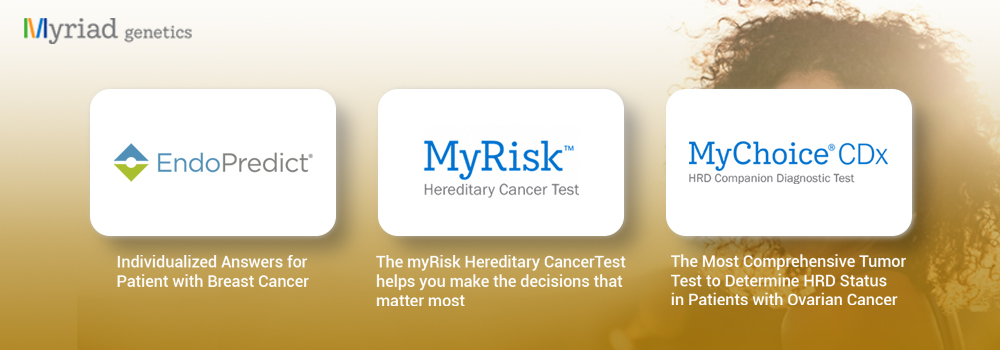 Myriad genetics
EndoPredict®
Individualized Answers for
Patient with Breast Cancer
MyRisk™
Hereditary Cancer Test
The myRisk Hereditary CancerTest
helps you make the decisions that
matter most
MyChoice® CDx
HRD Companion Diagnostic Test
The Most Comprehensive Tumor
Test to Determine HRD Status
in Patients with Ovarian Cancer